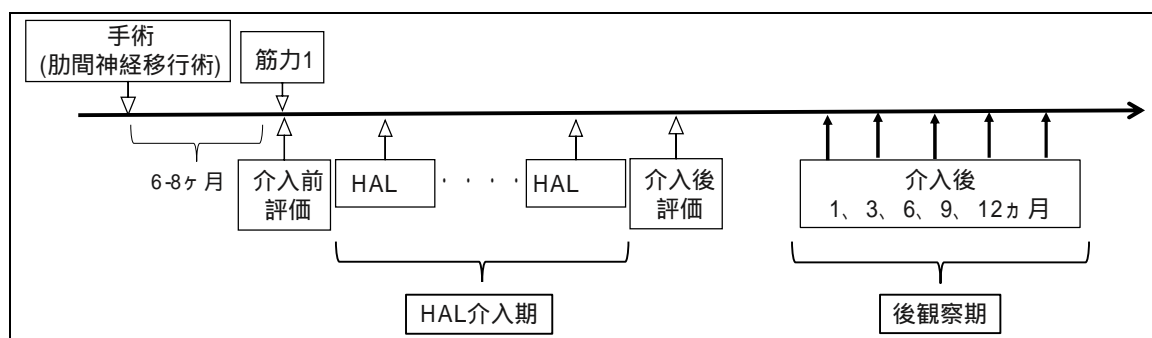 手術
(肋間神経移行術)
筋力1
6-8ヶ月
介入前
評価
HAL
・・・・
HAL
介入後
評価
介入後
1、3、6、9、12ヵ月
HAL介入期
後観察期